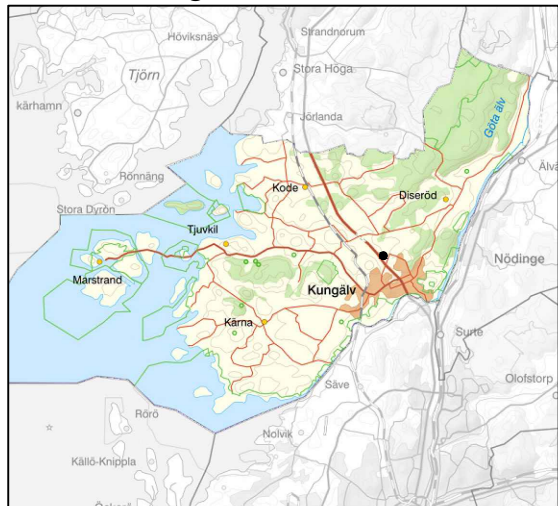 Höviksnäs
Strandnorum
Tjörn
Stora Höga
kärhamn
Jörlanda
Göta älv
Rönnäng
Kode
Diseröd
Älvä
Stora Dyrön
Tjuvkil
Nödinge
Marstrand
Kungälv
Kärna
Surte
Säve
Olofstorp
Rörö
Nolvik
Källö-Knippla